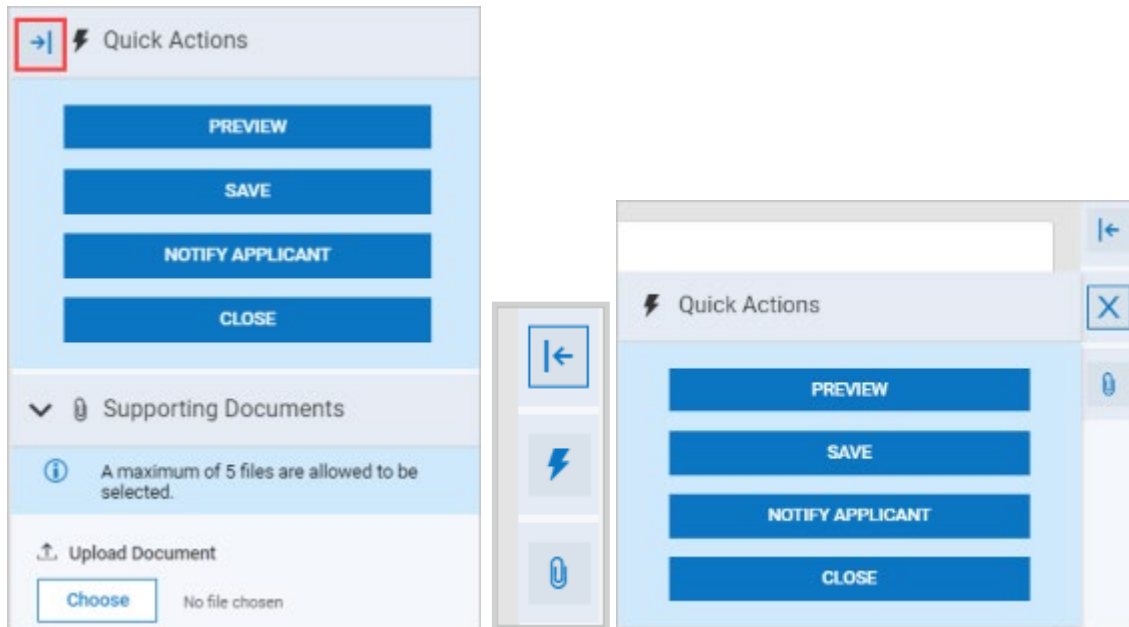 Quick Actions
PREVIEW
SAVE
NOTIFY APPLICANT
CLOSE
Supporting Documents
A maximum of 5 files are allowed to be
selected.
Upload Document
Choose No file chosen
Quick Actions
PREVIEW
SAVE
NOTIFY APPLICANT
CLOSE